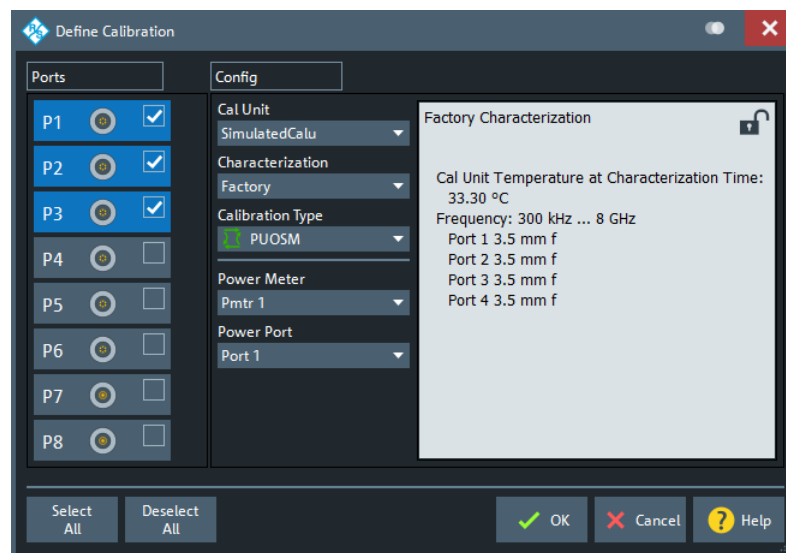 Define Calibration
Ports
P1
P2
P3
P4
P5
P6
P7
P8
Config
Cal Unit
SimulatedCalu
Characterization
Factory
Calibration Type
PUOSM
Power Meter
Pmtr 1
Power Port
Port 1
Factory Characterization
Cal Unit Temperature at Characterization Time:
33.30 ºC
Frequency: 300 kHz ... 8 GHz
Port 1 3.5 mm f
Port 2 3.5 mm f
Port 3 3.5 mm f
Port 4 3.5 mm f
Select
All
Deselect
All
OK
Cancel
? Help